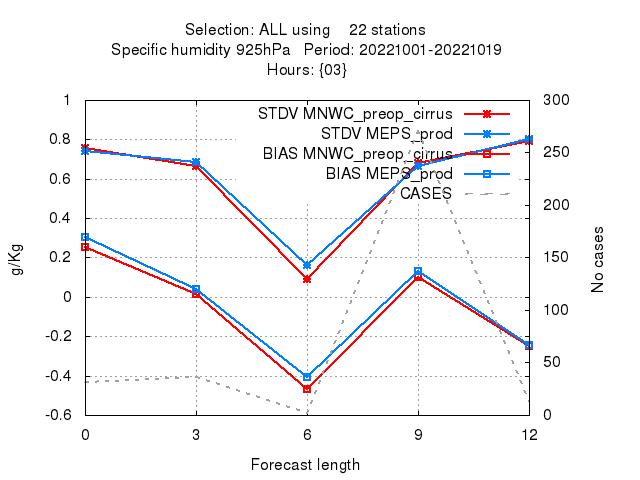 Selection: ALL using    22 stations
Specific humidity 925hPa   Period: 20221001-20221019
Hours: {03}
STDV MNWC_preop_cirrus
STDV MEPS_prod
BIAS MNWC_preop_cirrus
BIAS MEPS_prod
CASES
1
0.8
0.6
0.4
0.2
0
-0.2
-0.4
-0.6
g/Kg
300
250
200
150
100
50
0
No cases
0 3 6 9 12
Forecast length